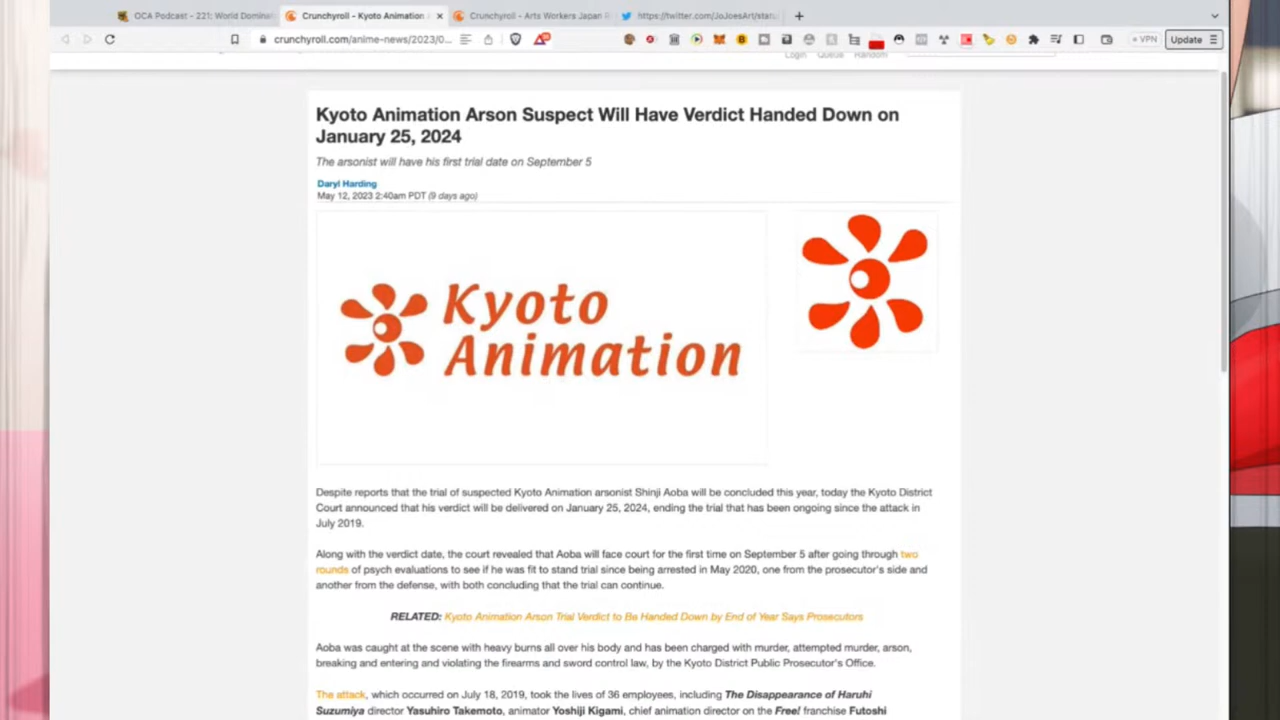 OCA Podcast - 221: World Domina
Crunchyroll - Kyoto Animation
Crunchyroll - Arts Workers Japan
https://twitter.com/JoJoesArt/statu
crunchyroll.com/anime-news/2023/0...
VPN
Update
Login Queue Random
Kyoto Animation Arson Suspect Will Have Verdict Handed Down on
January 25, 2024
The arsonist will have his first trial date on September 5
Daryl Harding
May 12, 2023 2:40am PDT (9 days ago)
Kyoto
Animation
Despite reports that the trial of suspected Kyoto Animation arsonist Shinji Aoba will be concluded this year, today the Kyoto District
Court announced that his verdict will be delivered on January 25, 2024, ending the trial that has been ongoing since the attack in
July 2019.
Along with the verdict date, the court revealed that Aoba will face court for the first time on September 5 after going through two
rounds of psych evaluations to see if he was fit to stand trial since being arrested in May 2020, one from the prosecutor's side and
another from the defense, with both concluding that the trial can continue.
RELATED: Kyoto Animation Arson Trial Verdict to Be Handed Down by End of Year Says Prosecutors
Aoba was caught at the scene with heavy burns all over his body and has been charged with murder, attempted murder, arson,
breaking and entering and violating the firearms and sword control law, by the Kyoto District Public Prosecutor's Office.
The attack, which occurred on July 18, 2019, took the lives of 36 employees, including The Disappearance of Haruhi
Suzumiya director Yasuhiro Takemoto, animator Yoshiji Kigami, chief animation director on the Free! franchise Futoshi